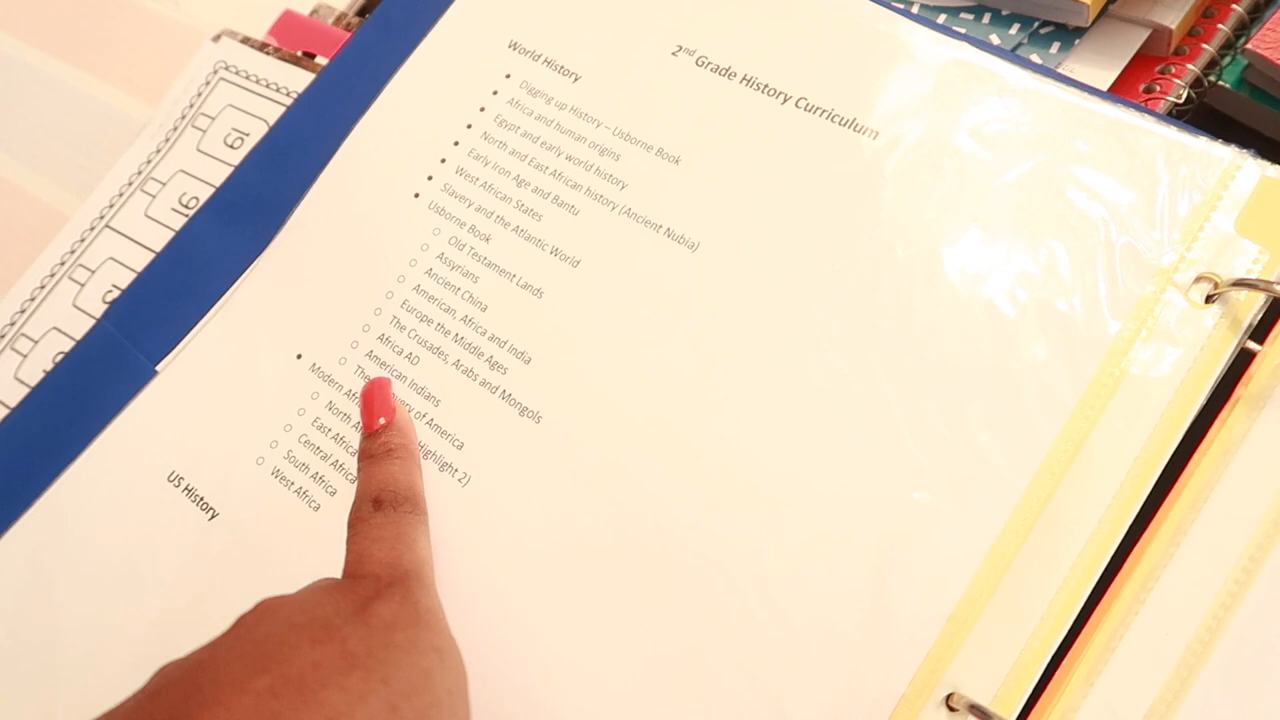 2nd Grade History Curriculum
World History
Digging up History – Usborne Book
Africa and human origins
Egypt and early world history
North and East African history (Ancient Nubia)
Early Iron Age and Bantu
West African States
Slavery and the Atlantic World
Usborne Book
Old Testament Lands
Assyrians
Ancient China
American, Africa and India
Europe the Middle Ages
The Crusades, Arabs and Mongols
Africa AD
American Indians
The of America
Modern Highlight 2)
North
East Africa
Central Africa
South Africa
West Africa
US History
19
16